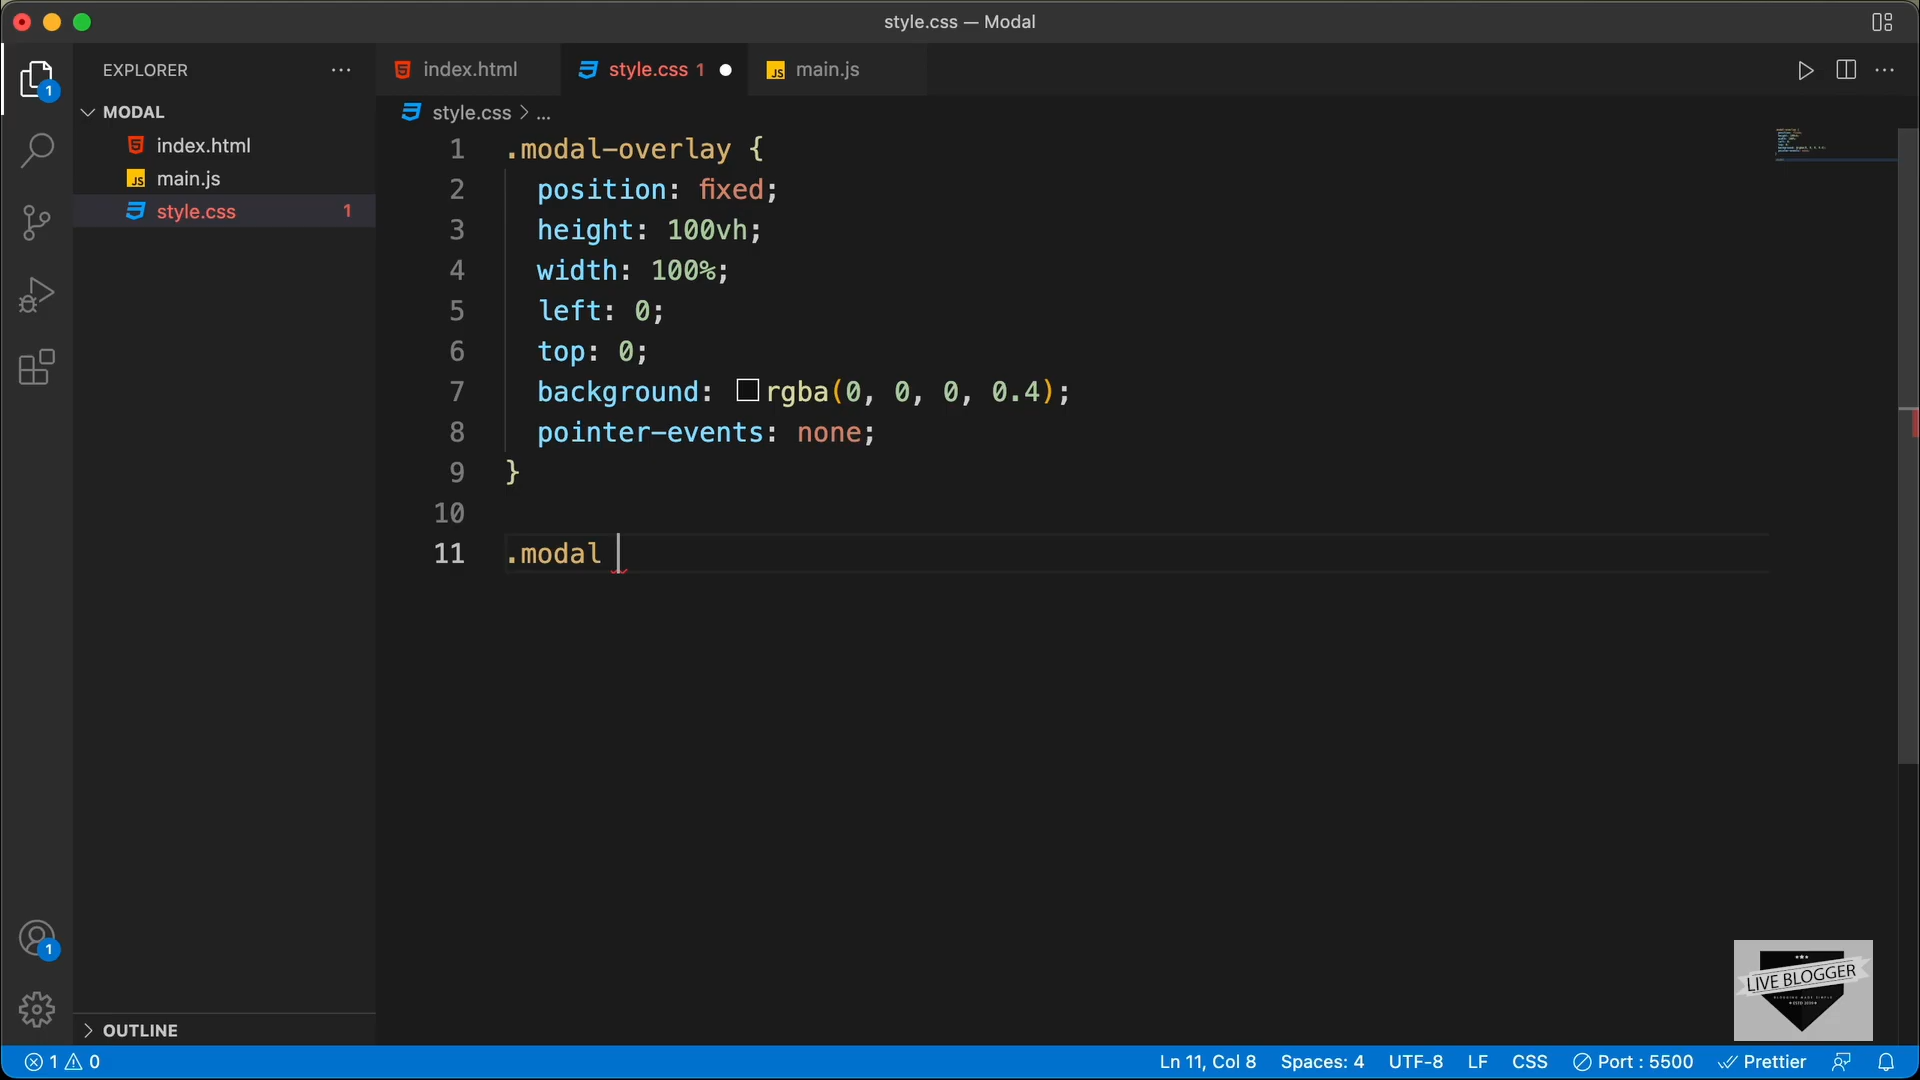 style.css — Modal
EXPLORER
index.html
style.css 1
main.js
MODAL
style.css > ...
index.html
main.js
style.css 1
1 .modal-overlay {
2 position: fixed;
3 height: 100vh;
4 width: 100%;
5 left: 0;
6 top: 0;
7 background: rgba(0, 0, 0, 0.4);
8 pointer-events: none;
9 }
10
11 .modal
1
1
OUTLINE
LIVE BLOGGER
1 0
Ln 11, Col 8 Spaces: 4 UTF-8 LF CSS Port : 5500 Prettier